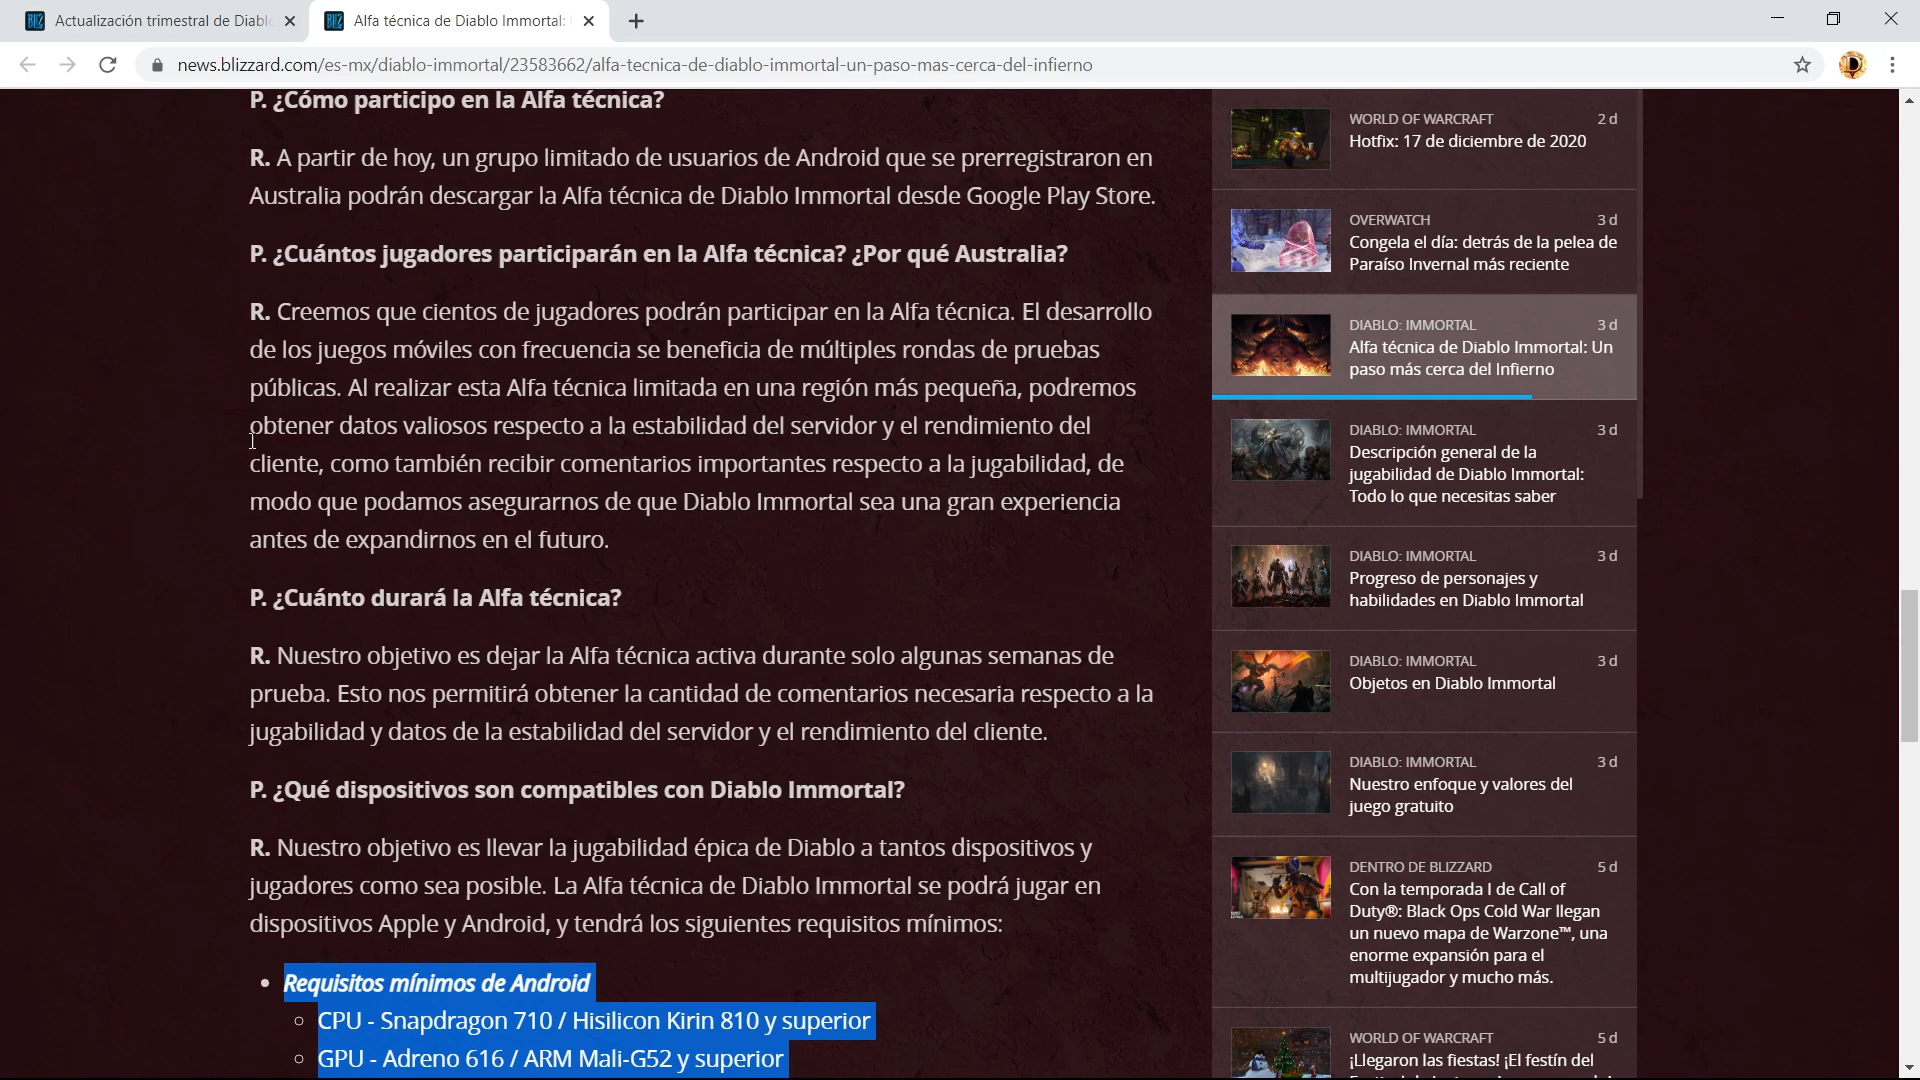 Actualización trimestral de Diablo
Alfa técnica de Diablo Immortal:
news.blizzard.com/es-mx/diablo-immortal/23583662/alfa-tecnica-de-diablo-immortal-un-paso-mas-cerca-del-infierno
P. ¿Cómo participo en la Alfa técnica?
R. A partir de hoy, un grupo limitado de usuarios de Android que se prerregistraron en
Australia podrán descargar la Alfa técnica de Diablo Immortal desde Google Play Store.
P. ¿Cuántos jugadores participarán en la Alfa técnica? ¿Por qué Australia?
R. Creemos que cientos de jugadores podrán participar en la Alfa técnica. El desarrollo
de los juegos móviles con frecuencia se beneficia de múltiples rondas de pruebas
públicas. Al realizar esta Alfa técnica limitada en una región más pequeña, podremos
obtener datos valiosos respecto a la estabilidad del servidor y el rendimiento del
cliente, como también recibir comentarios importantes respecto a la jugabilidad, de
modo que podamos asegurarnos de que Diablo Immortal sea una gran experiencia
antes de expandirnos en el futuro.
P. ¿Cuánto durará la Alfa técnica?
R. Nuestro objetivo es dejar la Alfa técnica activa durante solo algunas semanas de
prueba. Esto nos permitirá obtener la cantidad de comentarios necesaria respecto a la
jugabilidad y datos de la estabilidad del servidor y el rendimiento del cliente.
P. ¿Qué dispositivos son compatibles con Diablo Immortal?
R. Nuestro objetivo es llevar la jugabilidad épica de Diablo a tantos dispositivos y
jugadores como sea posible. La Alfa técnica de Diablo Immortal se podrá jugar en
dispositivos Apple y Android, y tendrá los siguientes requisitos mínimos:
Requisitos mínimos de Android
CPU - Snapdragon 710 / Hisilicon Kirin 810 y superior
GPU - Adreno 616 / ARM Mali-G52 y superior
WORLD OF WARCRAFT 2 d
Hotfix: 17 de diciembre de 2020
OVERWATCH 3 d
Congela el día: detrás de la pelea de
Paraíso Invernal más reciente
DIABLO: IMMORTAL 3 d
Alfa técnica de Diablo Immortal: Un
paso más cerca del Infierno
DIABLO: IMMORTAL 3 d
Descripción general de la
jugabilidad de Diablo Immortal:
Todo lo que necesitas saber
DIABLO: IMMORTAL 3 d
Progreso de personajes y
habilidades en Diablo Immortal
DIABLO: IMMORTAL 3 d
Objetos en Diablo Immortal
DIABLO: IMMORTAL 3 d
Nuestro enfoque y valores del
juego gratuito
DENTRO DE BLIZZARD 5 d
Con la temporada I de Call of
Duty®: Black Ops Cold War llegan
un nuevo mapa de Warzone™, una
enorme expansión para el
multijugador y mucho más.
WORLD OF WARCRAFT 5 d
¡Llegaron las fiestas! ¡El festín del